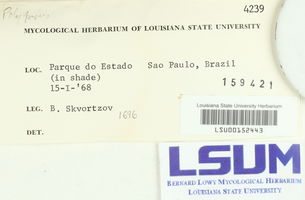 Polyporus
4239
MYCOLOGICAL HERBARIUM OF LOUISIANA STATE UNIVERSITY
LOC. Parque do Estado Sao Paulo, Brazil
(in shade)
15-I-'68
159421
LEG. B. Skvortzov
1696
DET.
Louisiana State University Herbarium
LSU00152443
LSUM
BERNARD LOWY MYCOLOGICAL HERBARIUM
LOUISIANA STATE UNIVERSITY